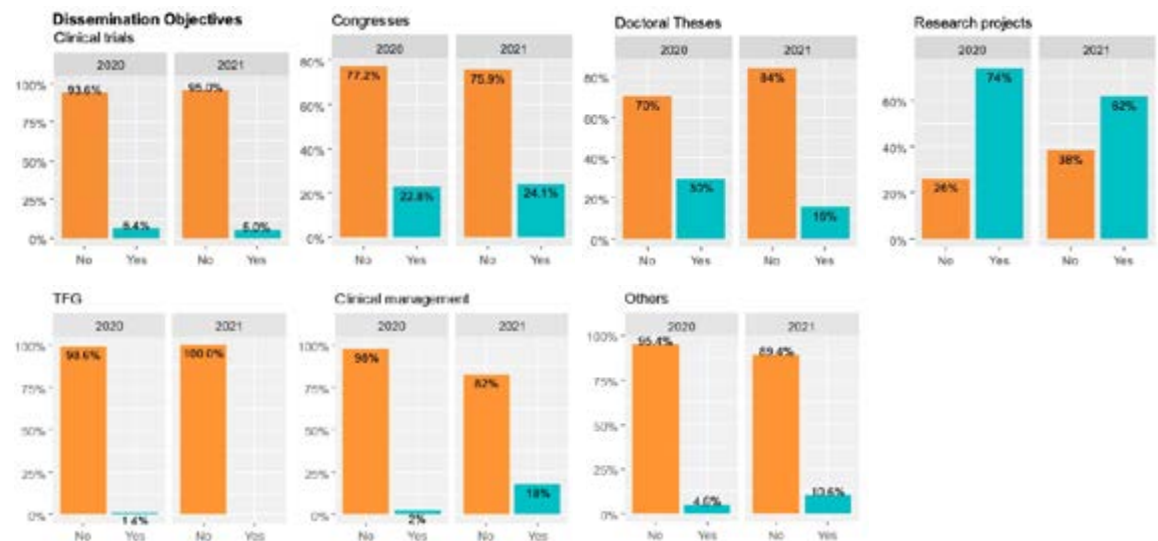 Dissemination Objectives
Clinical trials
2020 2021
100%
75%
50%
25%
0%
93.6% 6.4% 95.0% 5.0%
No Yes No Yes
Congresses
2020 2021
80%
60%
40%
20%
0%
77.2% 22.8% 75.9% 24.1%
No Yes No Yes
Doctoral Theses
2020 2021
80%
60%
40%
20%
0%
70% 30% 84% 16%
No Yes No Yes
Research projects
2020 2021
60%
40%
20%
0%
26% 74% 38% 62%
No Yes No Yes
TFG
2020 2021
100%
75%
50%
25%
0%
98.6% 1.4% 100.0%
No Yes No Yes
Clinical management
2020 2021
100%
75%
50%
25%
0%
98% 2% 82% 18%
No Yes No Yes
Others
2020 2021
100%
75%
50%
25%
0%
95.4% 4.6% 89.4% 10.6%
No Yes No Yes